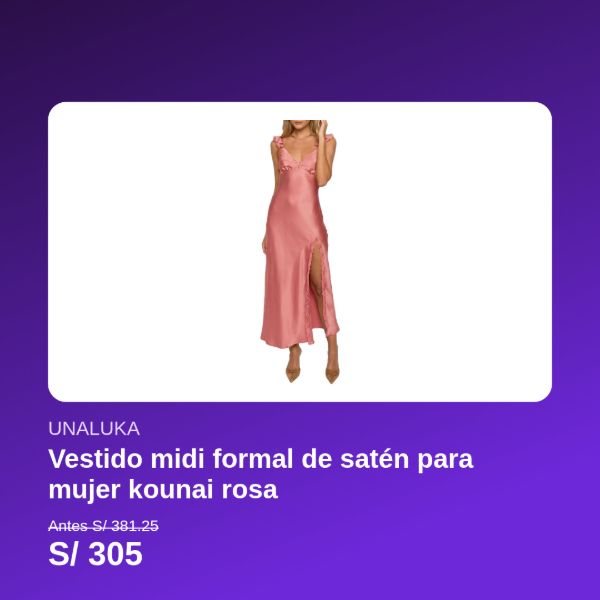 UNALUKA
Vestido midi formal de satén para
mujer kounai rosa
Antes S/ 381.25
S/ 305